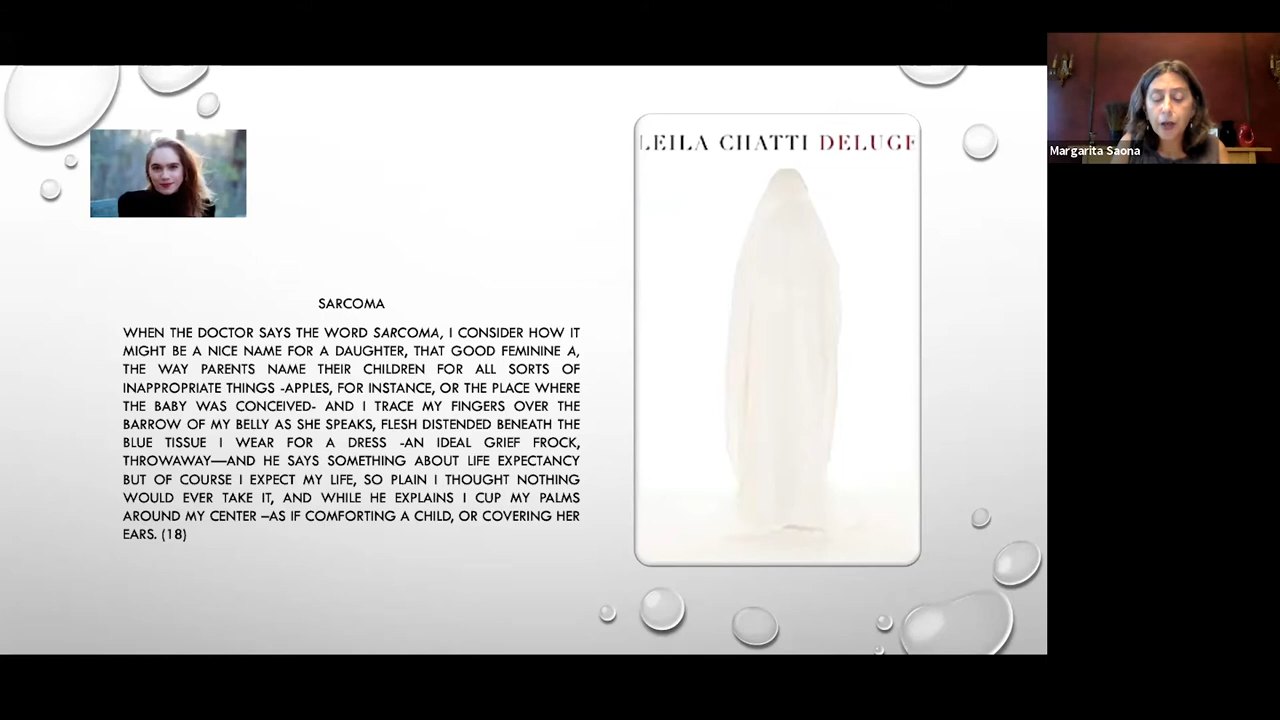 LEILA CHATTI DELUGE
Margarita Saona
SARCOMA
WHEN THE DOCTOR SAYS THE WORD SARCOMA, I CONSIDER HOW IT
MIGHT BE A NICE NAME FOR A DAUGHTER, THAT GOOD FEMININE A,
THE WAY PARENTS NAME THEIR CHILDREN FOR ALL SORTS OF
INAPPROPRIATE THINGS -APPLES, FOR INSTANCE, OR THE PLACE WHERE
THE BABY WAS CONCEIVED- AND I TRACE MY FINGERS OVER THE
BARROW OF MY BELLY AS SHE SPEAKS, FLESH DISTENDED BENEATH THE
BLUE TISSUE I WEAR FOR A DRESS -AN IDEAL GRIEF FROCK,
THROWAWAY—AND HE SAYS SOMETHING ABOUT LIFE EXPECTANCY
BUT OF COURSE I EXPECT MY LIFE, SO PLAIN I THOUGHT NOTHING
WOULD EVER TAKE IT, AND WHILE HE EXPLAINS I CUP MY PALMS
AROUND MY CENTER –AS IF COMFORTING A CHILD, OR COVERING HER
EARS. (18)